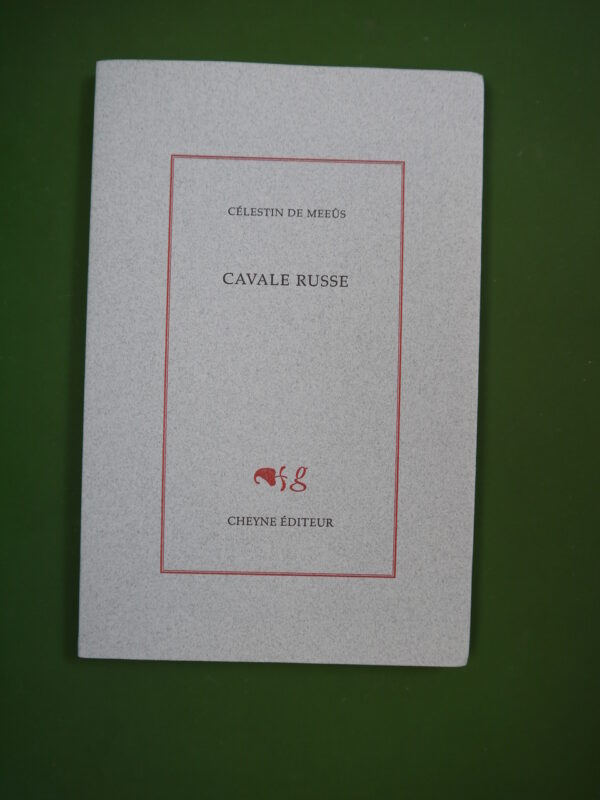 CÉLESTIN DE MEEÛS
CAVALE RUSSE
CHEYNE ÉDITEUR